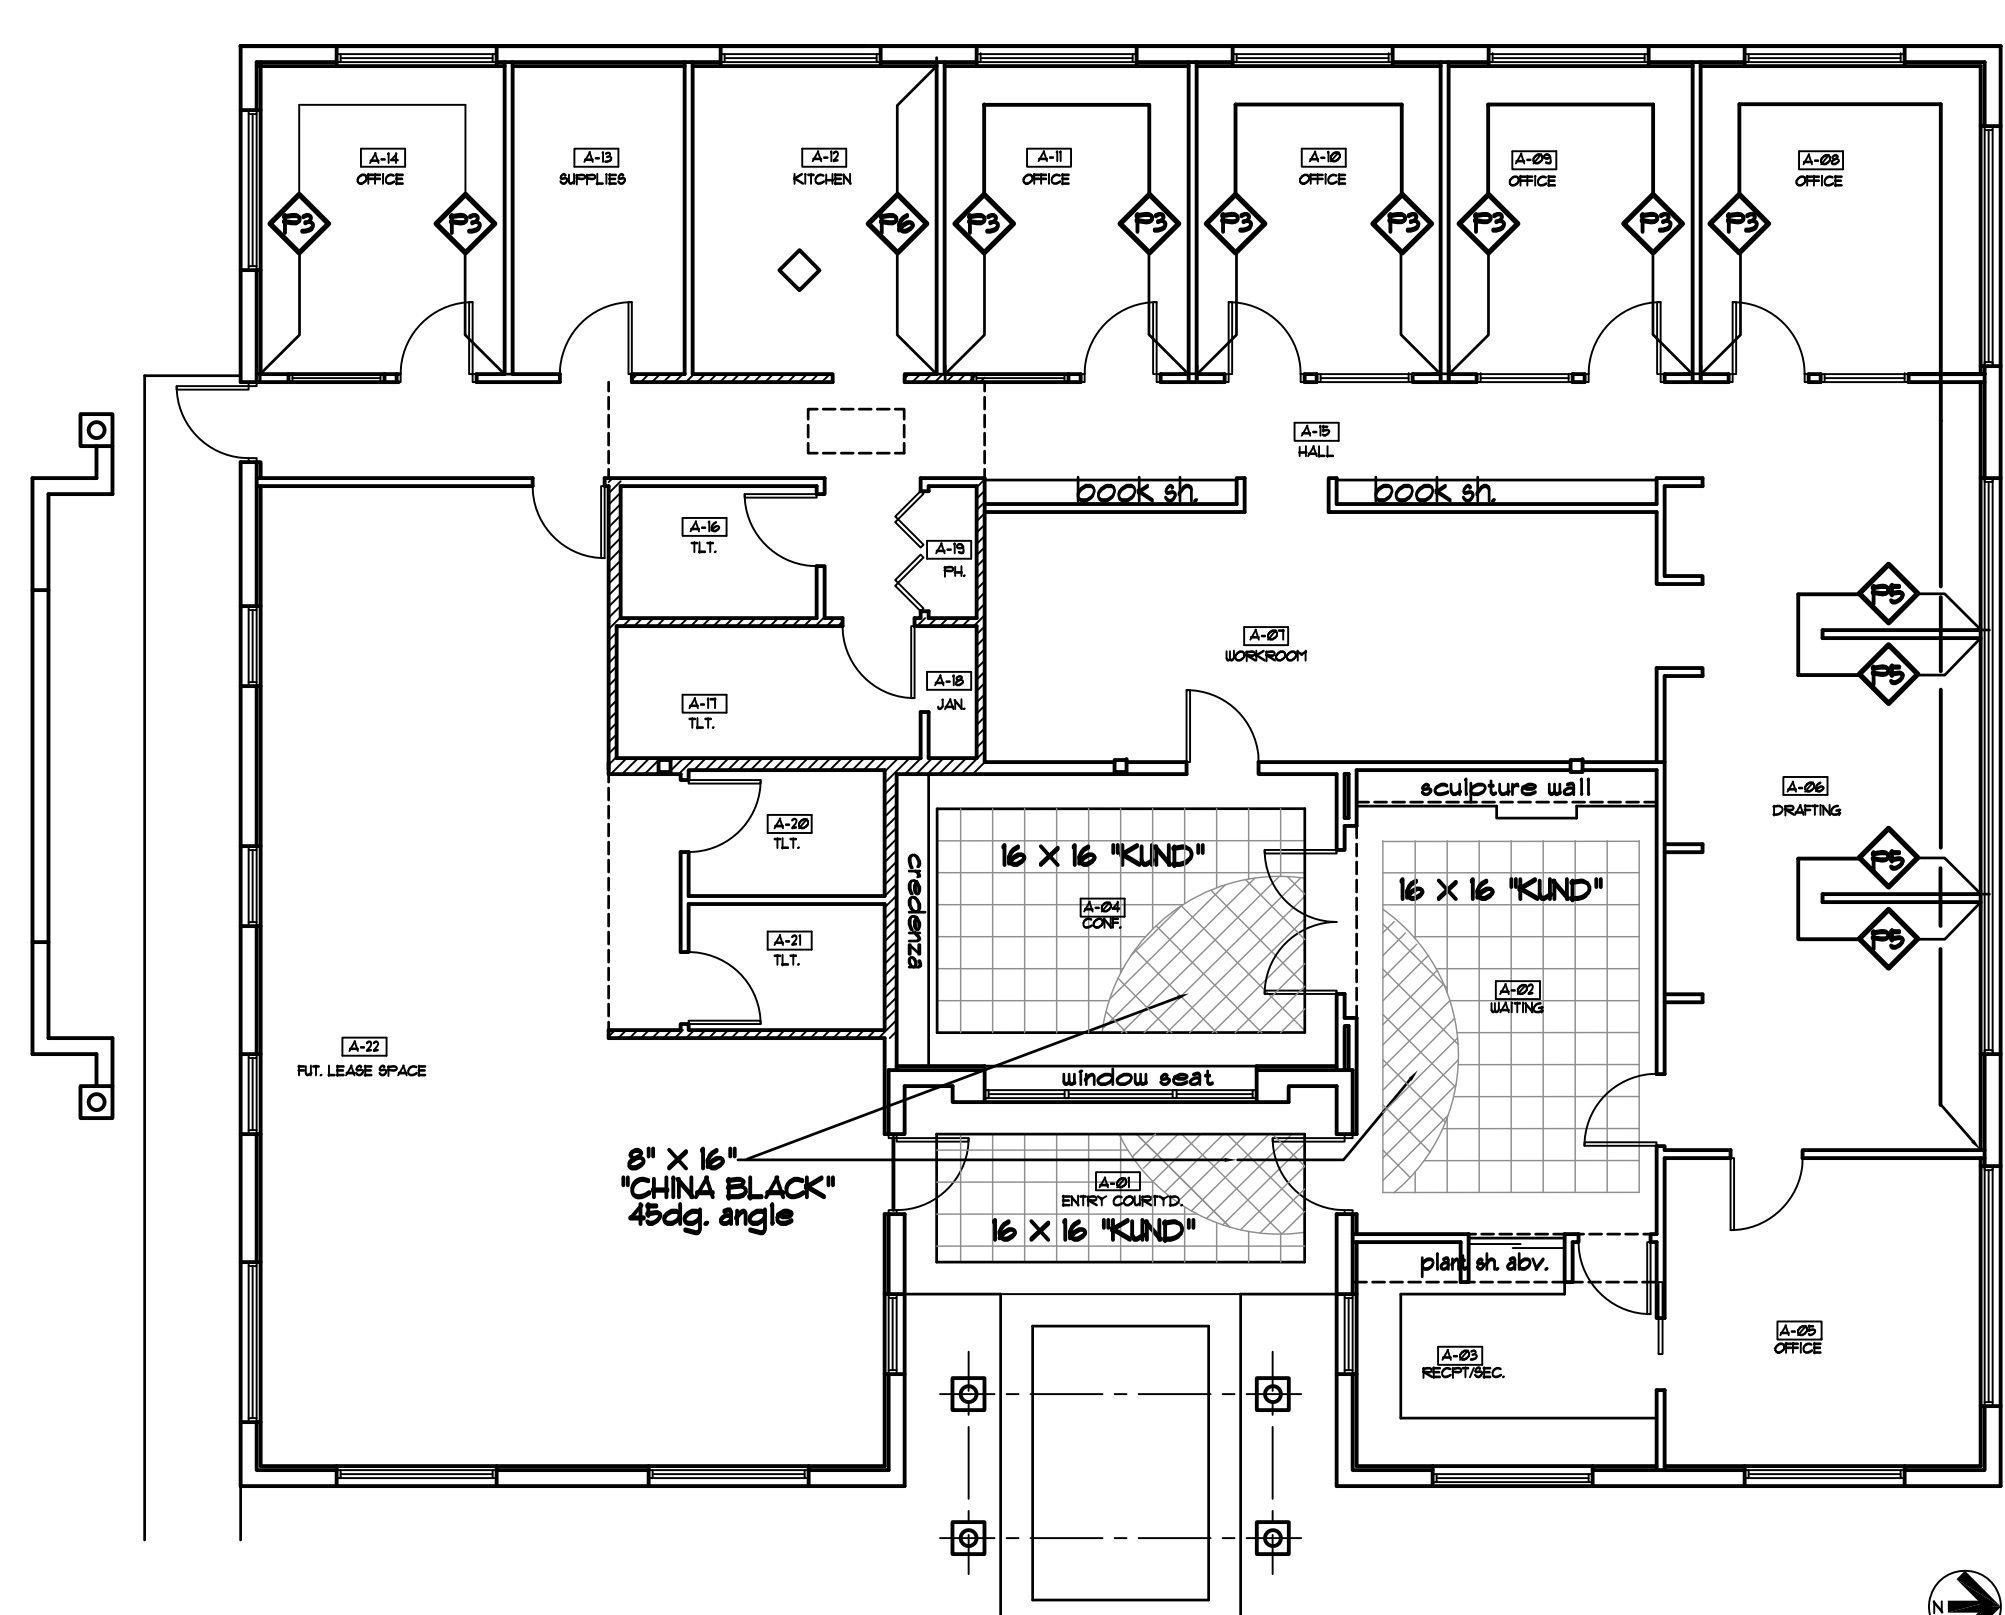 A-14
OFFICE
A-13
SUPPLIES
A-12
KITCHEN
A-11
OFFICE
A-10
OFFICE
A-09
OFFICE
A-08
OFFICE
P3
P3
P6
P3
P3
P3
P3
P3
P3
P3
A-15
HALL
book sh.
book sh.
A-16
TLT.
A-19
PH.
P5
A-07
WORKROOM
P5
A-18
JAN.
A-17
TLT.
sculpture wall
A-06
DRAFTING
A-20
TLT.
16 X 16 "KUND"
credenza
P5
16 X 16 "KUND"
A-04
CONF.
A-21
TLT.
P5
A-02
WAITING
A-22
FUT. LEASE SPACE
window seat
8" X 16"
"CHINA BLACK"
45dg. angle
A-01
ENTRY COURTYD.
16 X 16 "KUND"
plant sh. abv.
A-03
RECPT/SEC.
A-05
OFFICE
N